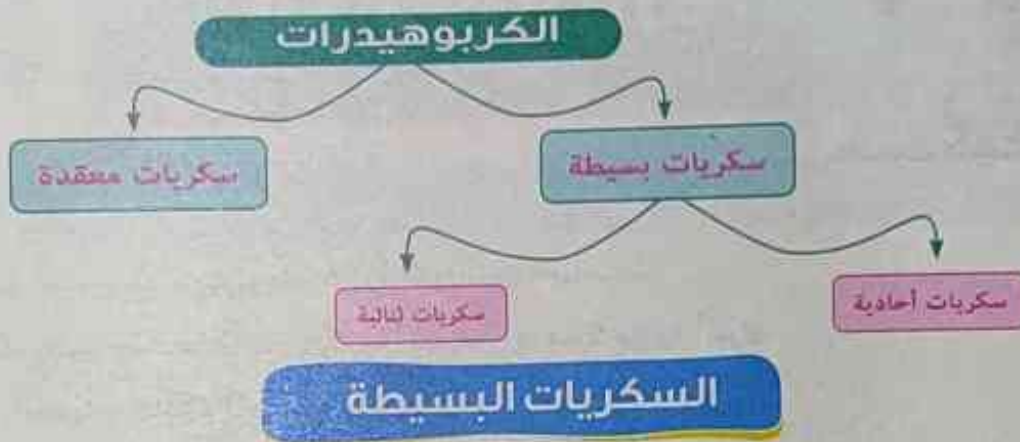 الكربوهيدرات
سكريات بسيطة
سكريات معقدة
سكريات أحادية
سكريات ثنائية
السكريات البسيطة